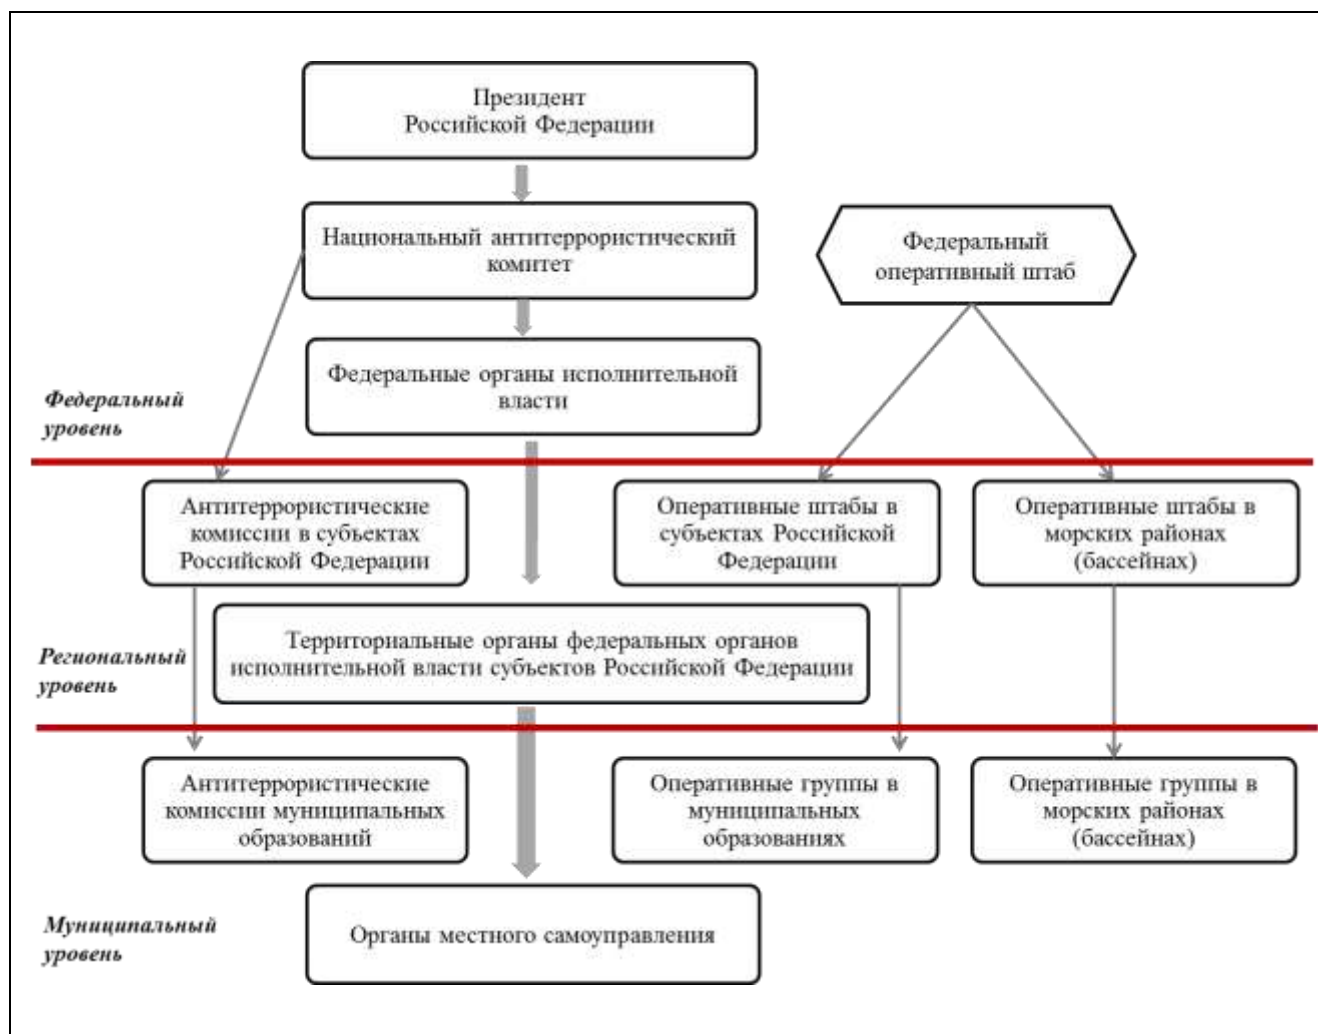 Президент
Российской Федерации
Национальный антитеррористический
комитет
Федеральный
оперативный штаб
Федеральные органы исполнительной
власти
Федеральный
уровень
Антитеррористические
комиссии в субъектах
Российской Федерации
Оперативные штабы в
субъектах Российской
Федерации
Оперативные штабы в
морских районах
(бассейнах)
Территориальные органы федеральных органов
исполнительной власти субъектов Российской Федерации
Региональный
уровень
Антитеррористические
комиссии муниципальных
образований
Оперативные группы в
муниципальных
образованиях
Оперативные группы в
морских районах
(бассейнах)
Органы местного самоуправления
Муниципальный
уровень